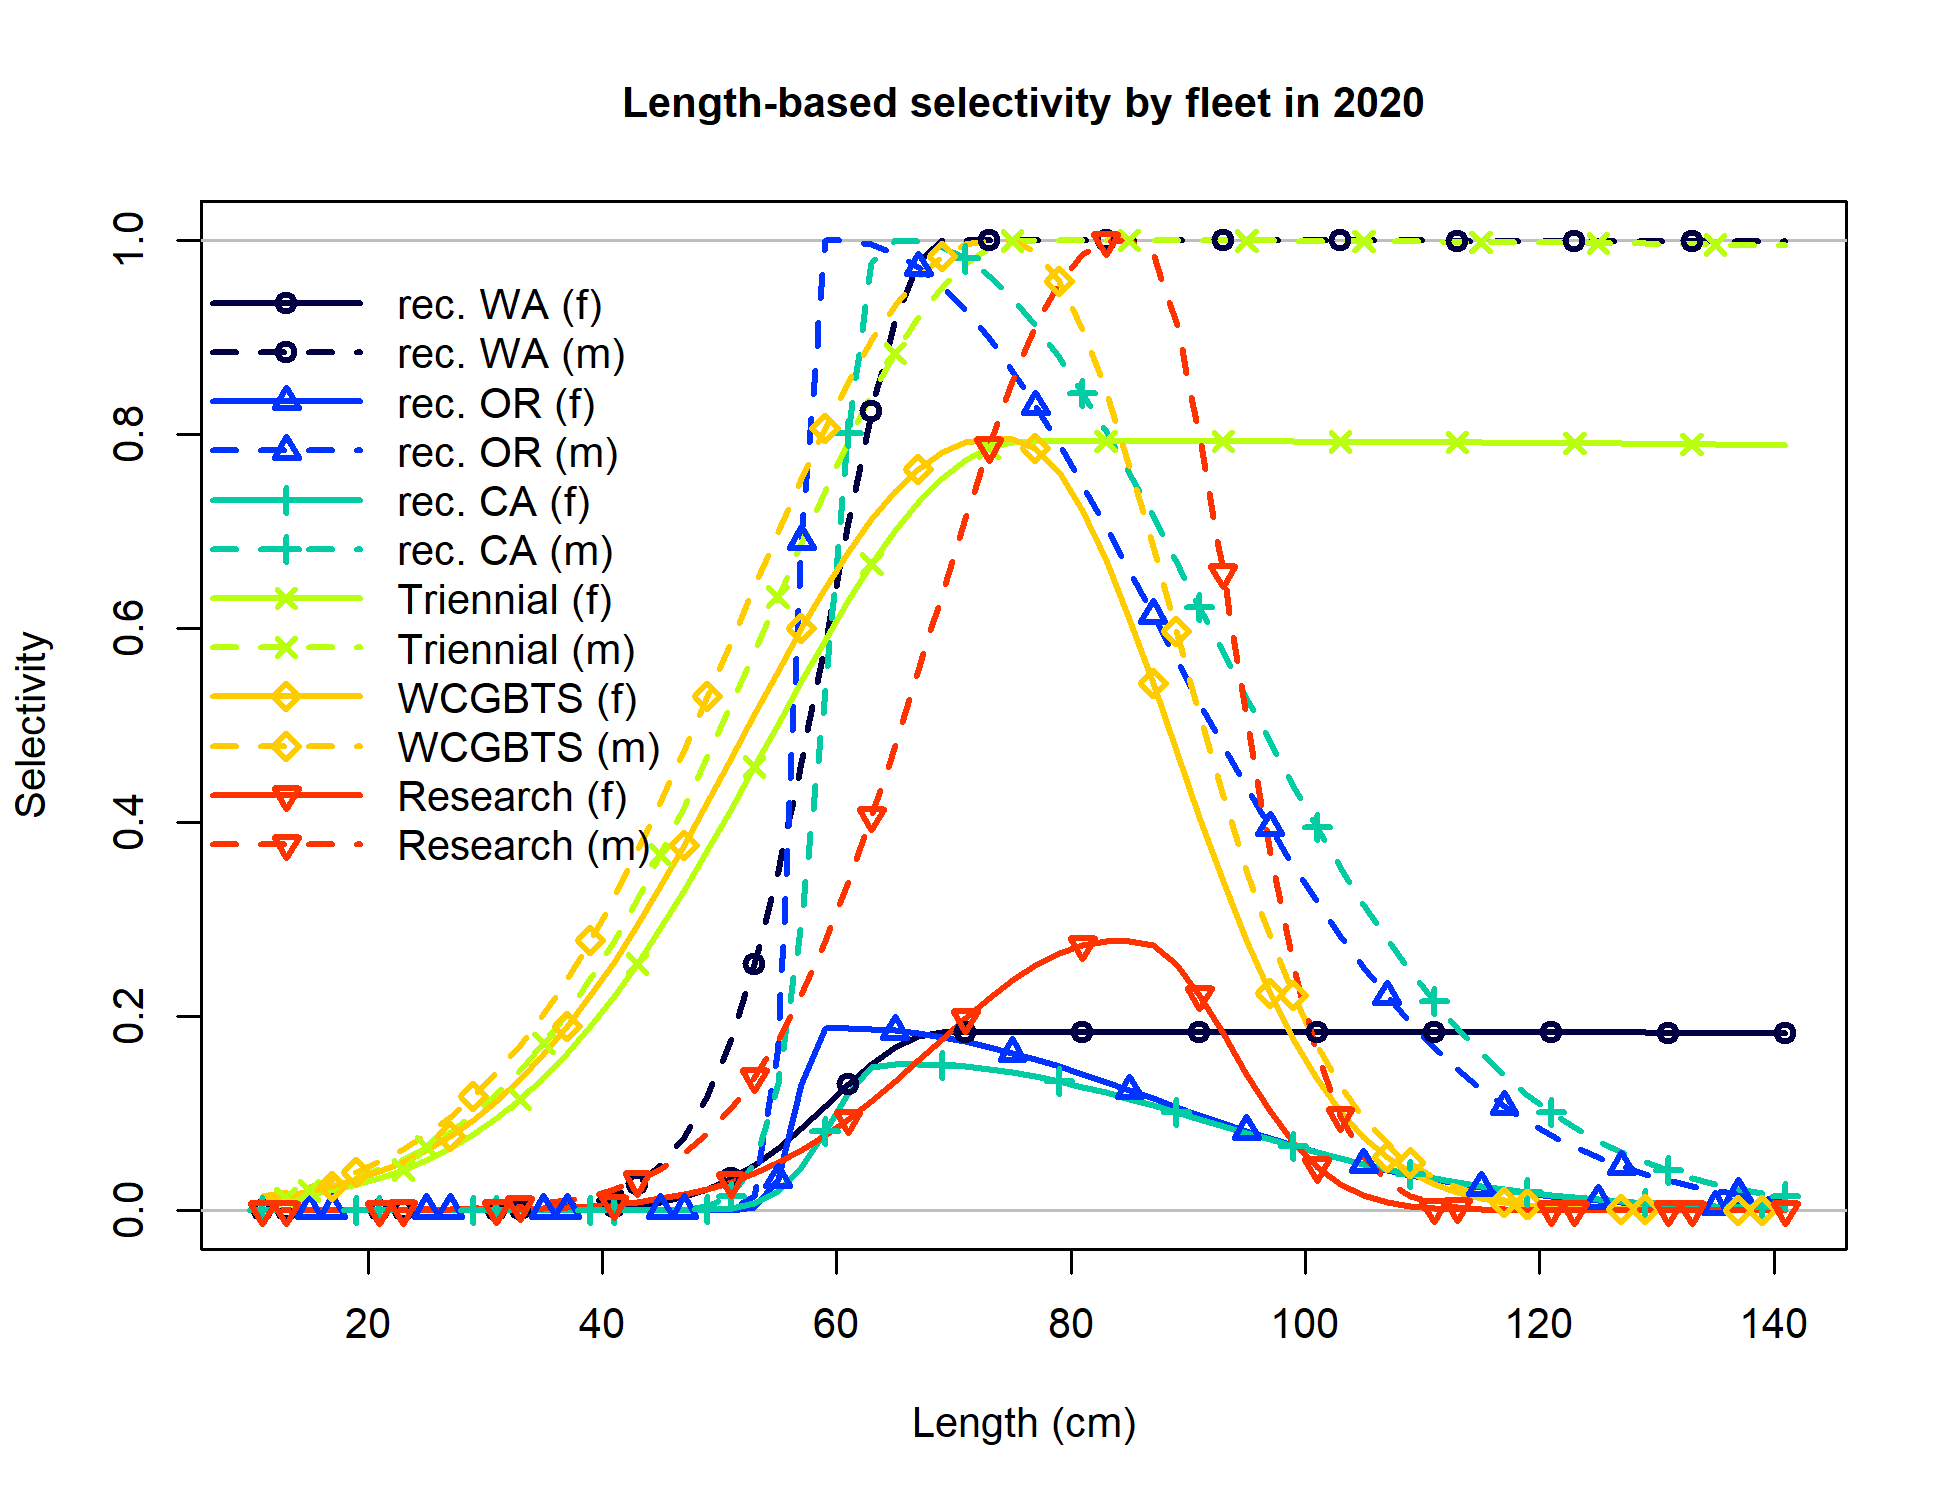 Length-based selectivity by fleet in 2020
Selectivity
1.0
0.8
0.6
0.4
0.2
0.0
rec. WA (f)
rec. WA (m)
rec. OR (f)
rec. OR (m)
rec. CA (f)
rec. CA (m)
Triennial (f)
Triennial (m)
WCGBTS (f)
WCGBTS (m)
Research (f)
Research (m)
20 40 60 80 100 120 140
Length (cm)